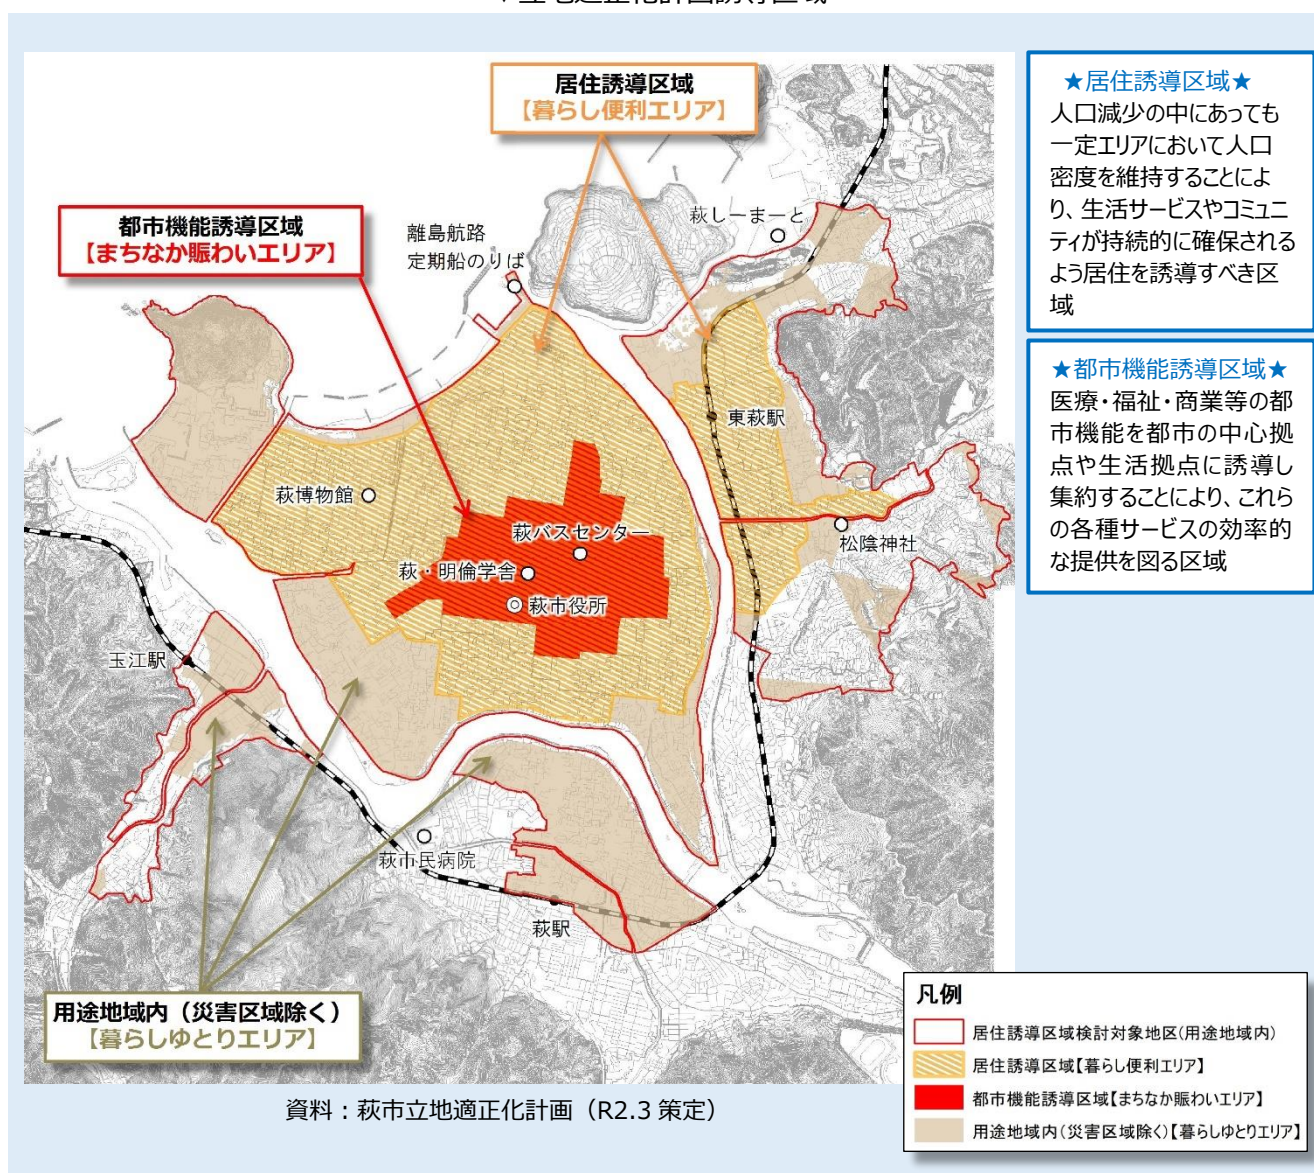 居住誘導区域
【暮らし便利エリア】
都市機能誘導区域
【まちなか賑わいエリア】
離島航路
定期船のりば
萩しーまーと
東萩駅
萩博物館
萩バスセンター
萩・明倫学舎
萩市役所
松陰神社
玉江駅
萩市民病院
萩駅
用途地域内（災害区域除く）
【暮らしゆとりエリア】
★居住誘導区域★
人口減少の中にあっても
一定エリアにおいて人口
密度を維持することによ
り、生活サービスやコミュニ
ティが持続的に確保される
よう居住を誘導すべき区
域
★都市機能誘導区域★
医療・福祉・商業等の都
市機能を都市の中心拠
点や生活拠点に誘導し
集約することにより、これら
の各種サービスの効率的
な提供を図る区域
凡例
居住誘導区域検討対象地区(用途地域内)
居住誘導区域【暮らし便利エリア】
都市機能誘導区域【まちなか賑わいエリア】
用途地域内(災害区域除く)【暮らしゆとりエリア】
資料：萩市立地適正化計画（R2.3 策定）